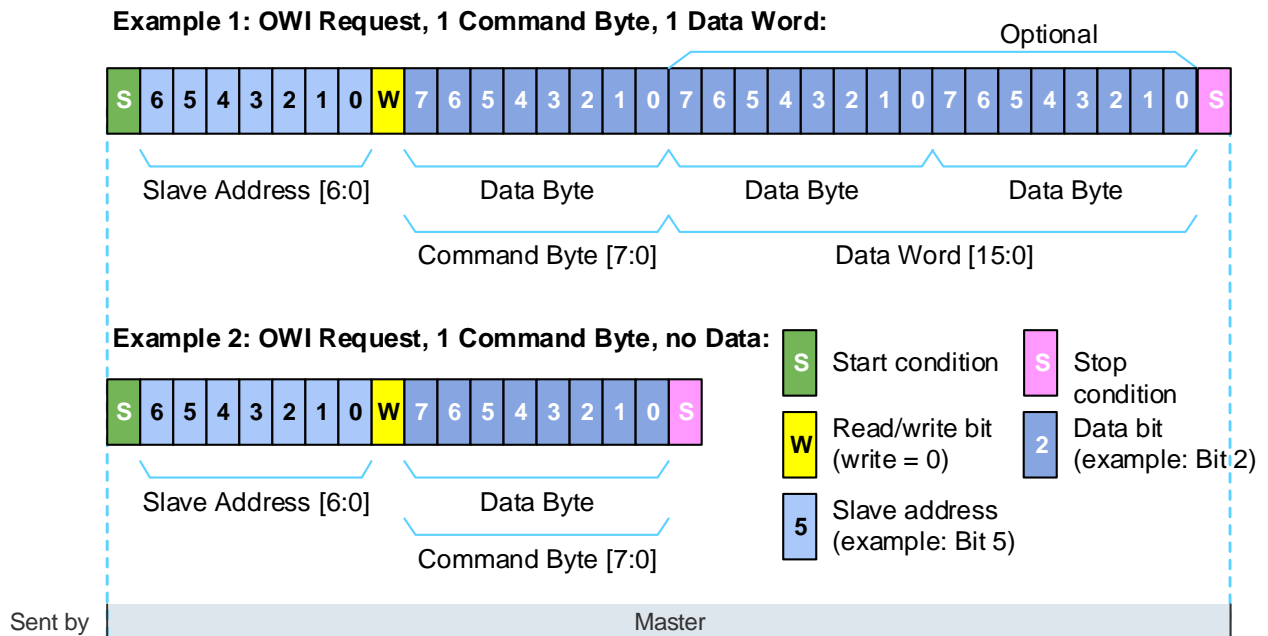 Example 1: OWI Request, 1 Command Byte, 1 Data Word:
Optional
S 6 5 4 3 2 1 0 W 7 6 5 4 3 2 1 0 7 6 5 4 3 2 1 0 7 6 5 4 3 2 1 0 S
Slave Address [6:0] Data Byte Data Byte Data Byte
Command Byte [7:0] Data Word [15:0]
Example 2: OWI Request, 1 Command Byte, no Data:
S 6 5 4 3 2 1 0 W 7 6 5 4 3 2 1 0 S
Slave Address [6:0] Data Byte
Command Byte [7:0]
S Start condition
S Stop
condition
W Read/write bit
(write = 0)
2 Data bit
(example: Bit 2)
5 Slave address
(example: Bit 5)
Sent by Master